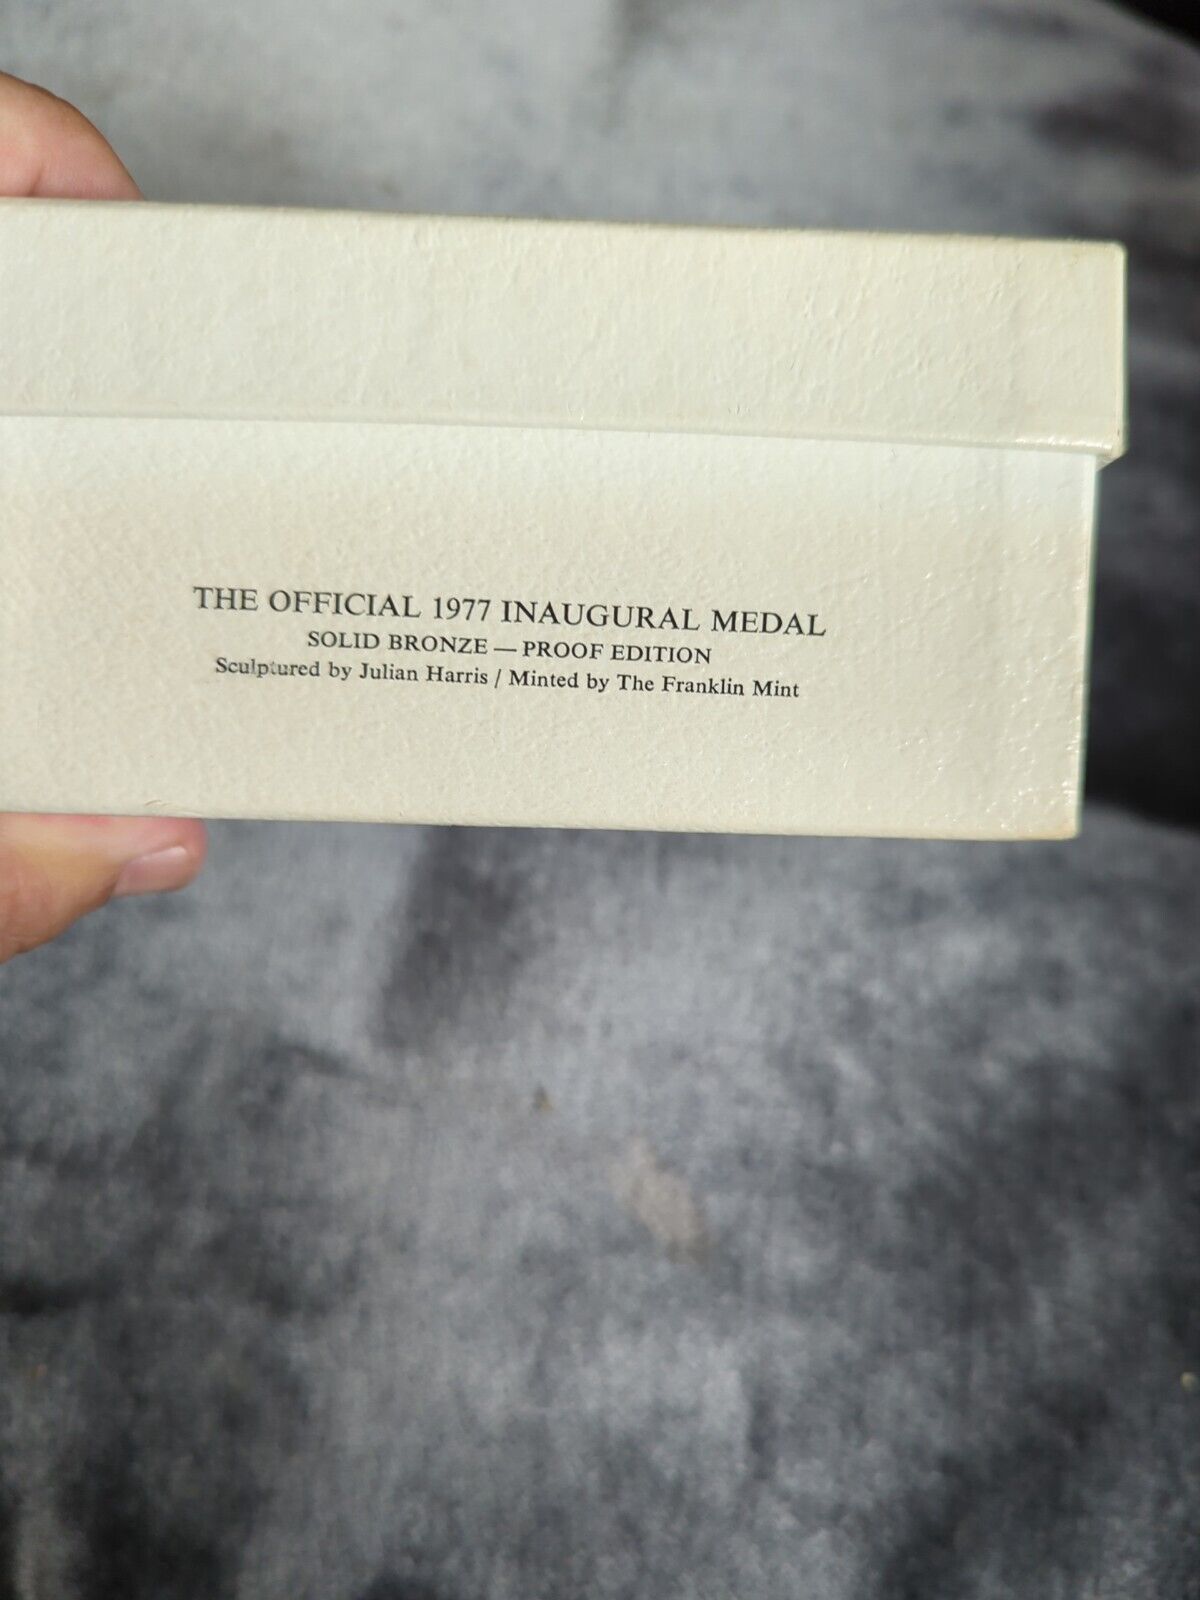 THE OFFICIAL 1977 INAUGURAL MEDAL
SOLID BRONZE — PROOF EDITION
Sculptured by Julian Harris / Minted by The Franklin Mint